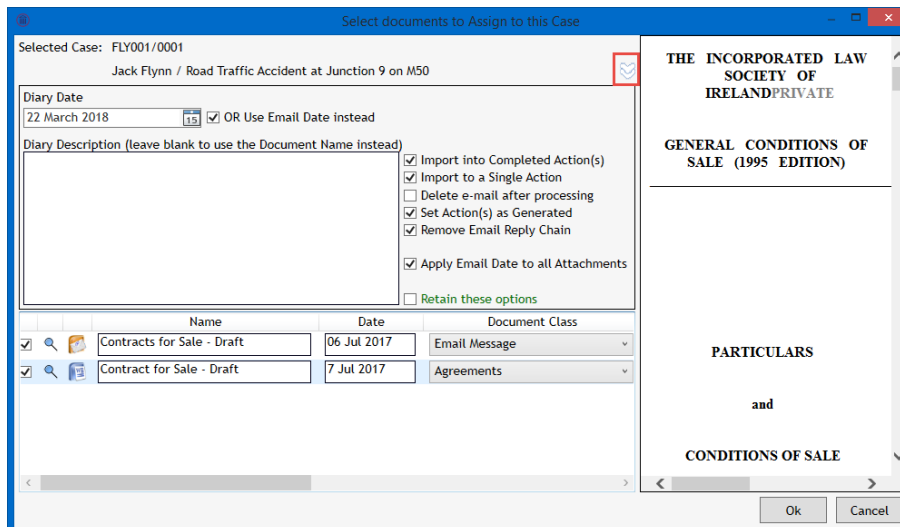 Select documents to Assign to this Case
Selected Case: FLY001/0001
Jack Flynn / Road Traffic Accident at Junction 9 on M50
Diary Date
22 March 2018 15 OR Use Email Date instead
Diary Description (leave blank to use the Document Name instead)
Import into Completed Action(s)
Import to a Single Action
Delete e-mail after processing
Set Action(s) as Generated
Remove Email Reply Chain
Apply Email Date to all Attachments
Retain these options
Name Date Document Class
Contracts for Sale - Draft 06 Jul 2017 Email Message
Contract for Sale - Draft 7 Jul 2017 Agreements
THE INCORPORATED LAW
SOCIETY OF
IRELANDPRIVATE
GENERAL CONDITIONS OF
SALE (1995 EDITION)
PARTICULARS
and
CONDITIONS OF SALE
Ok Cancel